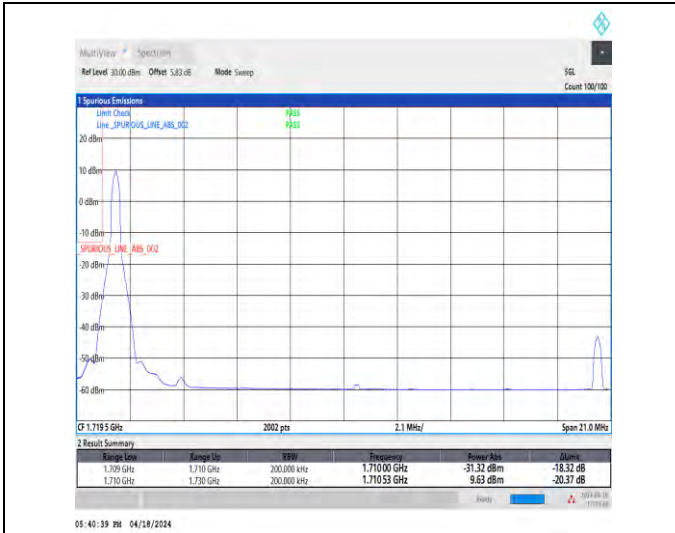 MultiView Spectrum
Ref Level 30.00 dBm Offset 5.83 dB Mode Sweep SGL
Count 100/100
1 Spurious Emissions
Limit Check PASS
Line _SPURIOUS_LINE_ABS_002 PASS
20 dBm
10 dBm
0 dBm
-10 dBm
_SPURIOUS_LINE_ABS_002
-20 dBm
-30 dBm
-40 dBm
-50 dBm
-60 dBm
CF 1.7195 GHz 2002 pts 2.1 MHz/ Span 21.0 MHz
2 Result Summary
Range Low Range Up RBW Frequency Power Abs ΔLimit
1.709 GHz 1.710 GHz 200.000 kHz 1.71000 GHz -31.32 dBm -18.32 dB
1.710 GHz 1.730 GHz 200.000 kHz 1.71053 GHz 9.63 dBm -20.37 dB
Ready
05:40:39 PM 04/18/2024